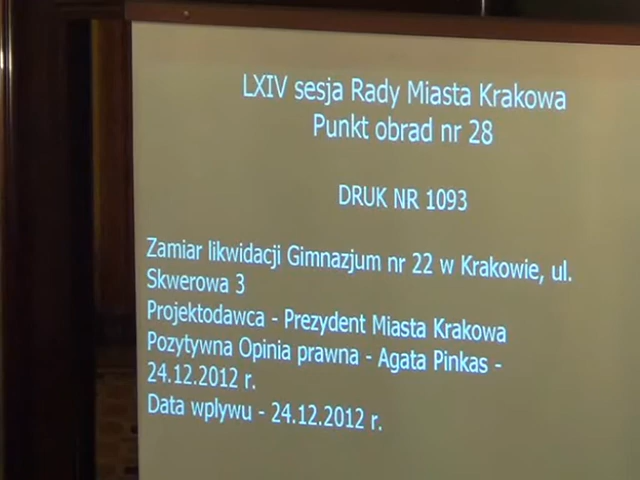 LXIV sesja Rady Miasta Krakowa
Punkt obrad nr 28
DRUK NR 1093
Zamiar likwidacji Gimnazjum nr 22 w Krakowie, ul.
Skwerowa 3
Projektodawca - Prezydent Miasta Krakowa
Pozytywna Opinia prawna - Agata Pinkas -
24.12.2012 r.
Data wpływu - 24.12.2012 r.